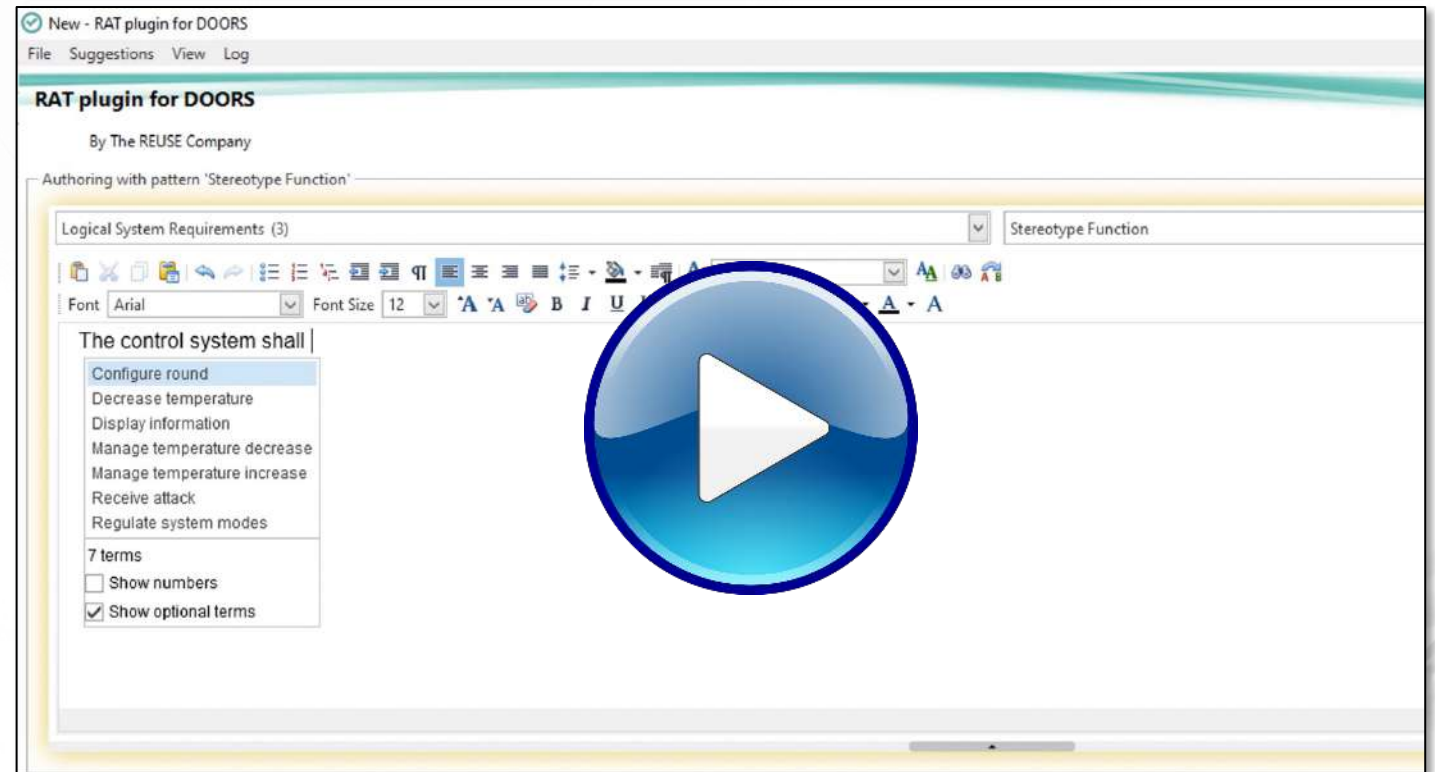 New - RAT plugin for DOORS
File Suggestions View Log
RAT plugin for DOORS
By The REUSE Company
Authoring with pattern 'Stereotype Function'
Logical System Requirements (3) Stereotype Function
Font Arial Font Size 12 B I U
The control system shall
Configure round
Decrease temperature
Display information
Manage temperature decrease
Manage temperature increase
Receive attack
Regulate system modes
7 terms
Show numbers
Show optional terms